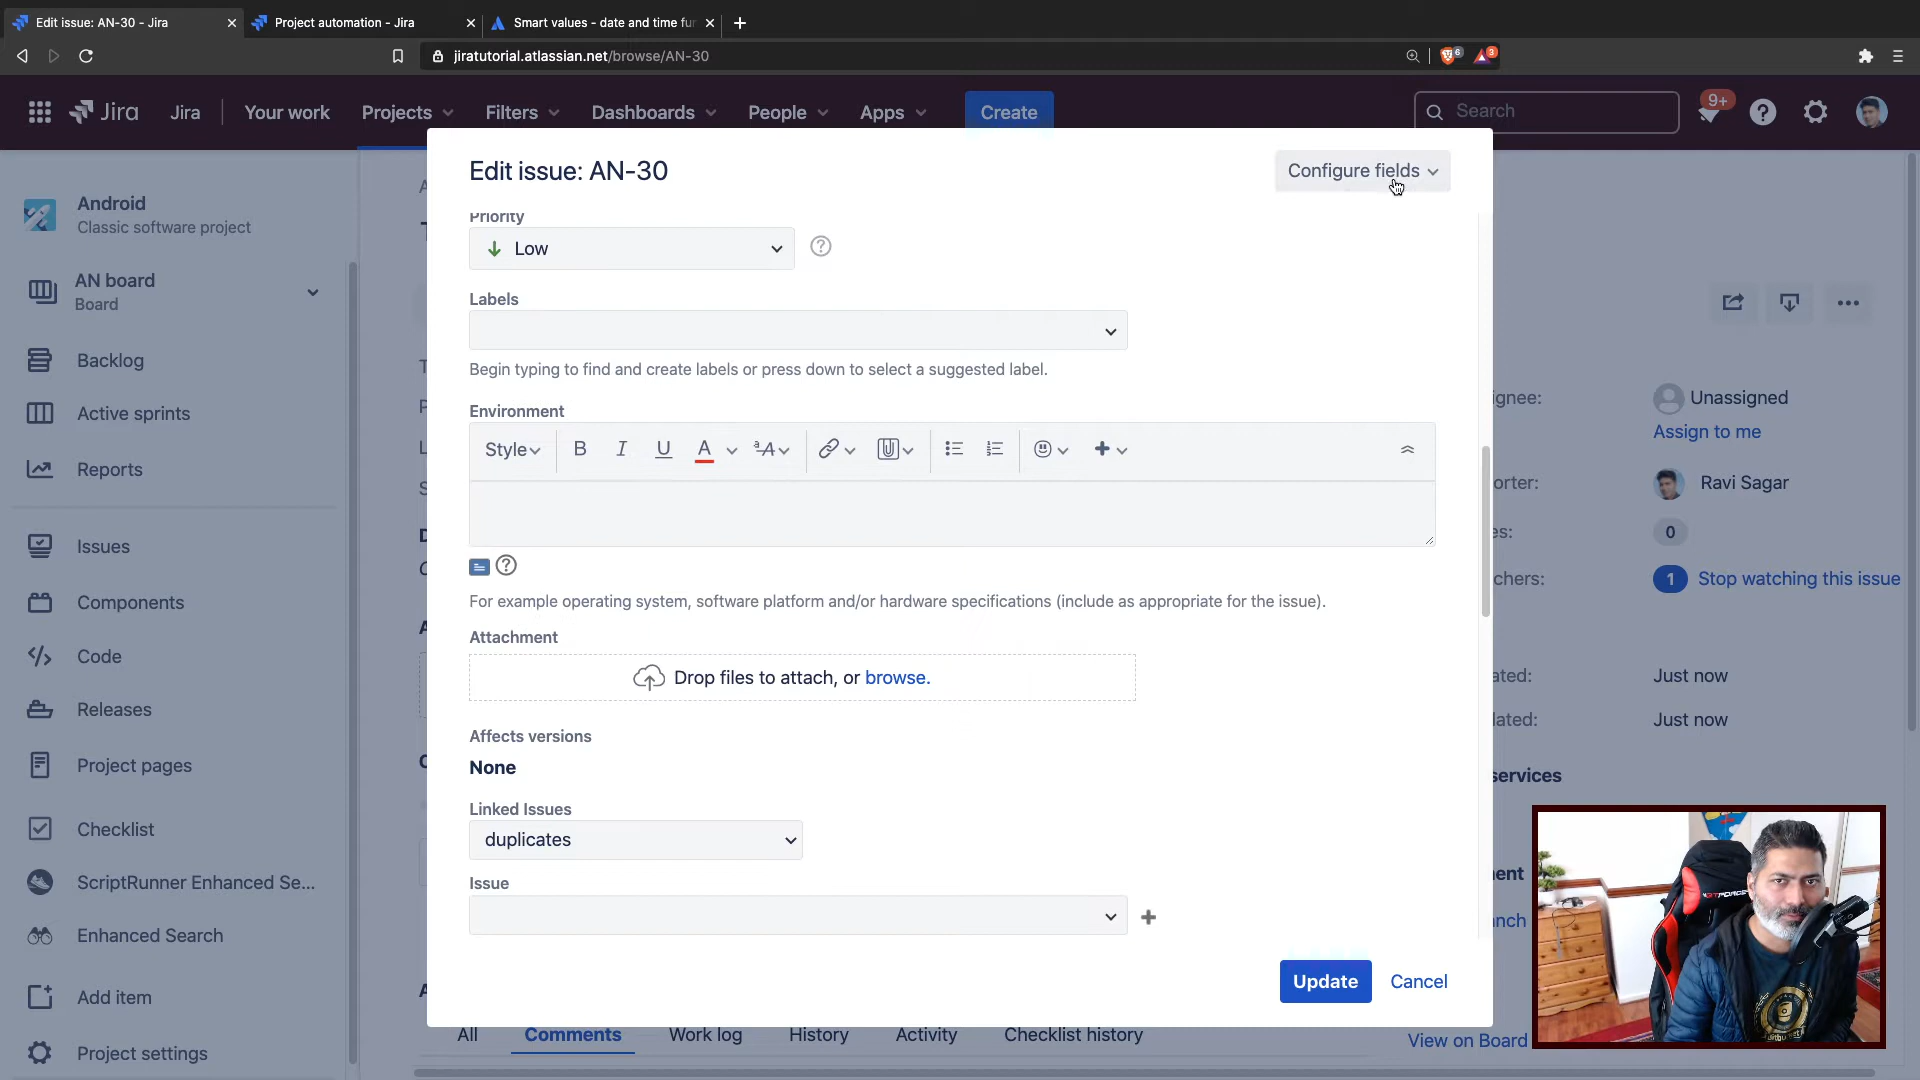 Edit issue: AN-30 - Jira
Project automation - Jira
Smart values - date and time fur
jiratutorial.atlassian.net/browse/AN-30
6
3
Jira
Jira
Your work
Projects
Filters
Dashboards
People
Apps
Create
Search
9+
Android
Classic software project
AN board
Board
Backlog
Active sprints
Reports
Issues
Components
Code
Releases
Project pages
Checklist
ScriptRunner Enhanced Se...
Enhanced Search
Add item
Project settings
Edit issue: AN-30
Configure fields
Priority
Low
Labels
Begin typing to find and create labels or press down to select a suggested label.
Environment
Style
B I U A
For example operating system, software platform and/or hardware specifications (include as appropriate for the issue).
Attachment
Drop files to attach, or browse.
Affects versions
None
Linked Issues
duplicates
Issue
Update
Cancel
ignee:
Unassigned
Assign to me
orter:
Ravi Sagar
es:
0
chers:
1
Stop watching this issue
ated:
Just now
lated:
Just now
services
ent
nch
View on Board
All
Comments
Work log
History
Activity
Checklist history